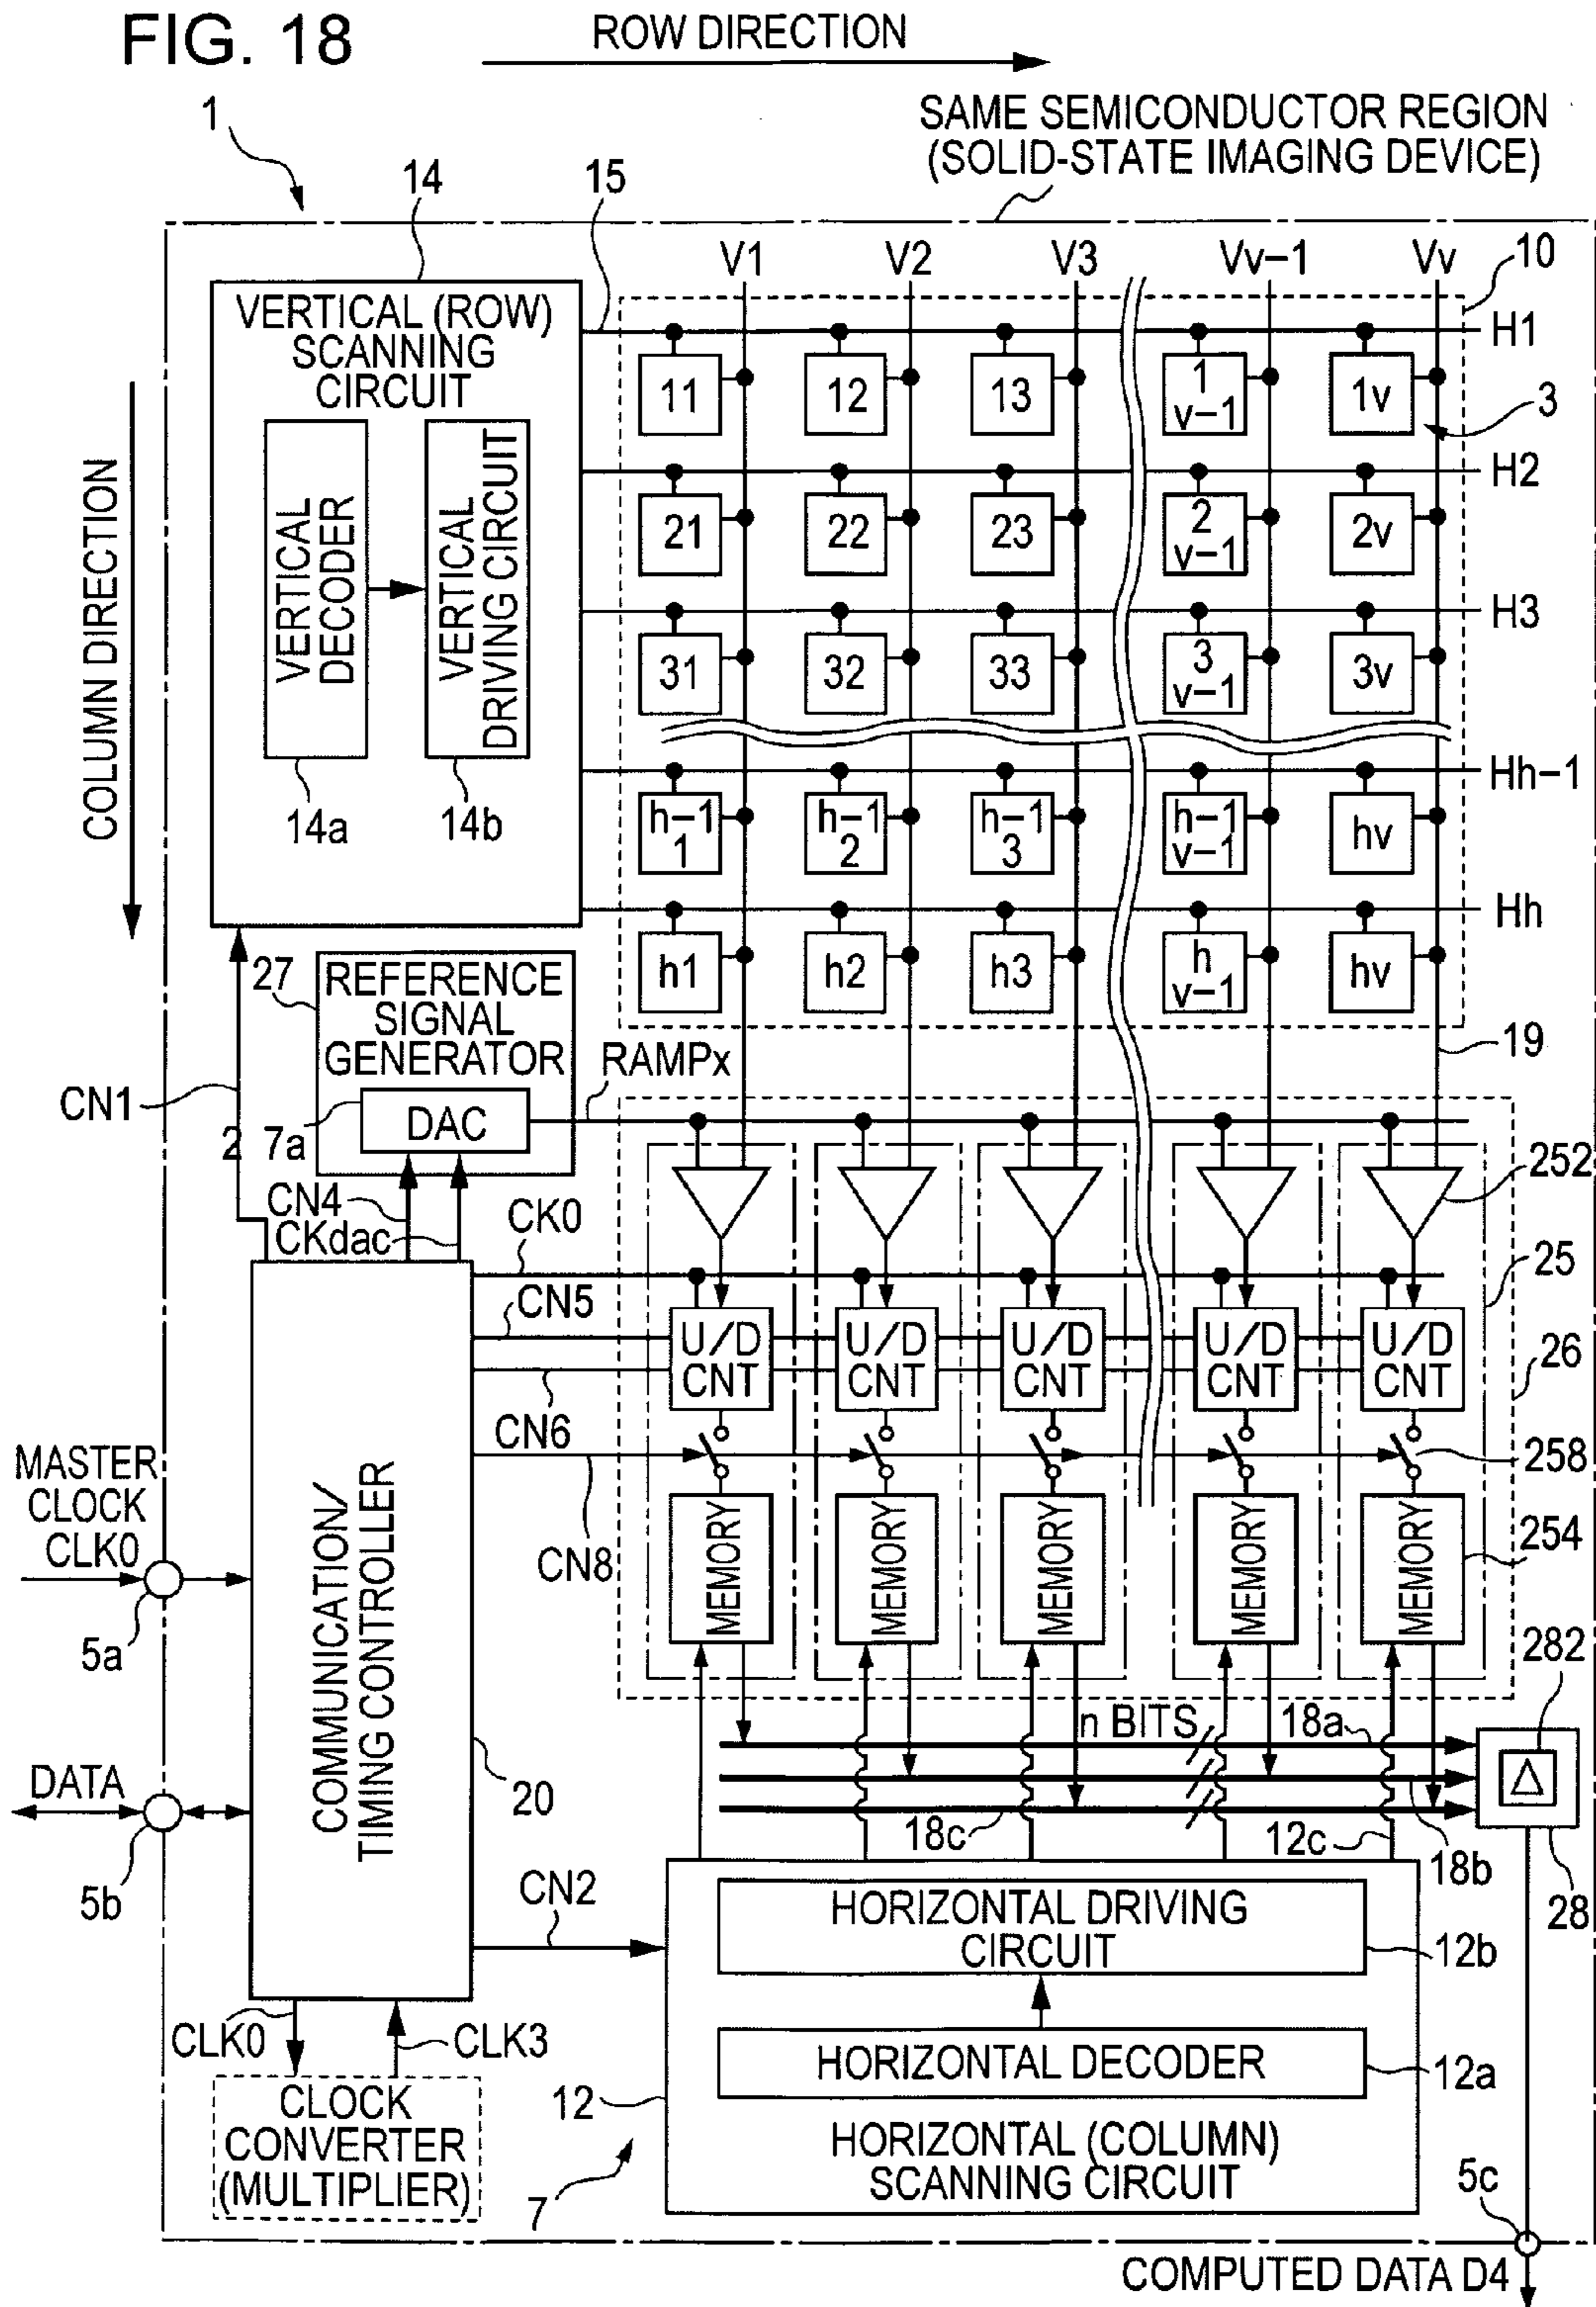 FIG. 18
ROW DIRECTION
SAME SEMICONDUCTOR REGION
(SOLID-STATE IMAGING DEVICE)
1
14
15
V1 V2 V3 Vv-1 Vv
10
VERTICAL (ROW)
SCANNING
CIRCUIT
VERTICAL
DECODER
VERTICAL
DRIVING CIRCUIT
14a
14b
COLUMN DIRECTION
H1
11 12 13 1 v-1 1v
3
H2
21 22 23 2 v-1 2v
H3
31 32 33 3 v-1 3v
Hh-1
h-1 1 h-1 2 h-1 3 h-1 v-1 hv
Hh
h1 h2 h3 h v-1 hv
19
27
REFERENCE
SIGNAL
GENERATOR
RAMPx
CN1
2 7a
DAC
CN4
CKdac
CK0
252
CN5
25
U/D CNT U/D CNT U/D CNT U/D CNT U/D CNT
26
CN6
258
CN8
MEMORY MEMORY MEMORY MEMORY MEMORY
254
MASTER
CLOCK
CLK0
5a
COMMUNICATION/
TIMING CONTROLLER
20
DATA
5b
n BITS
18a
282
18c
12c
18b
28
CN2
HORIZONTAL DRIVING
CIRCUIT
12b
HORIZONTAL DECODER
12a
12
HORIZONTAL (COLUMN)
SCANNING CIRCUIT
7
CLK0
CLK3
CLOCK
CONVERTER
(MULTIPLIER)
5c
COMPUTED DATA D4